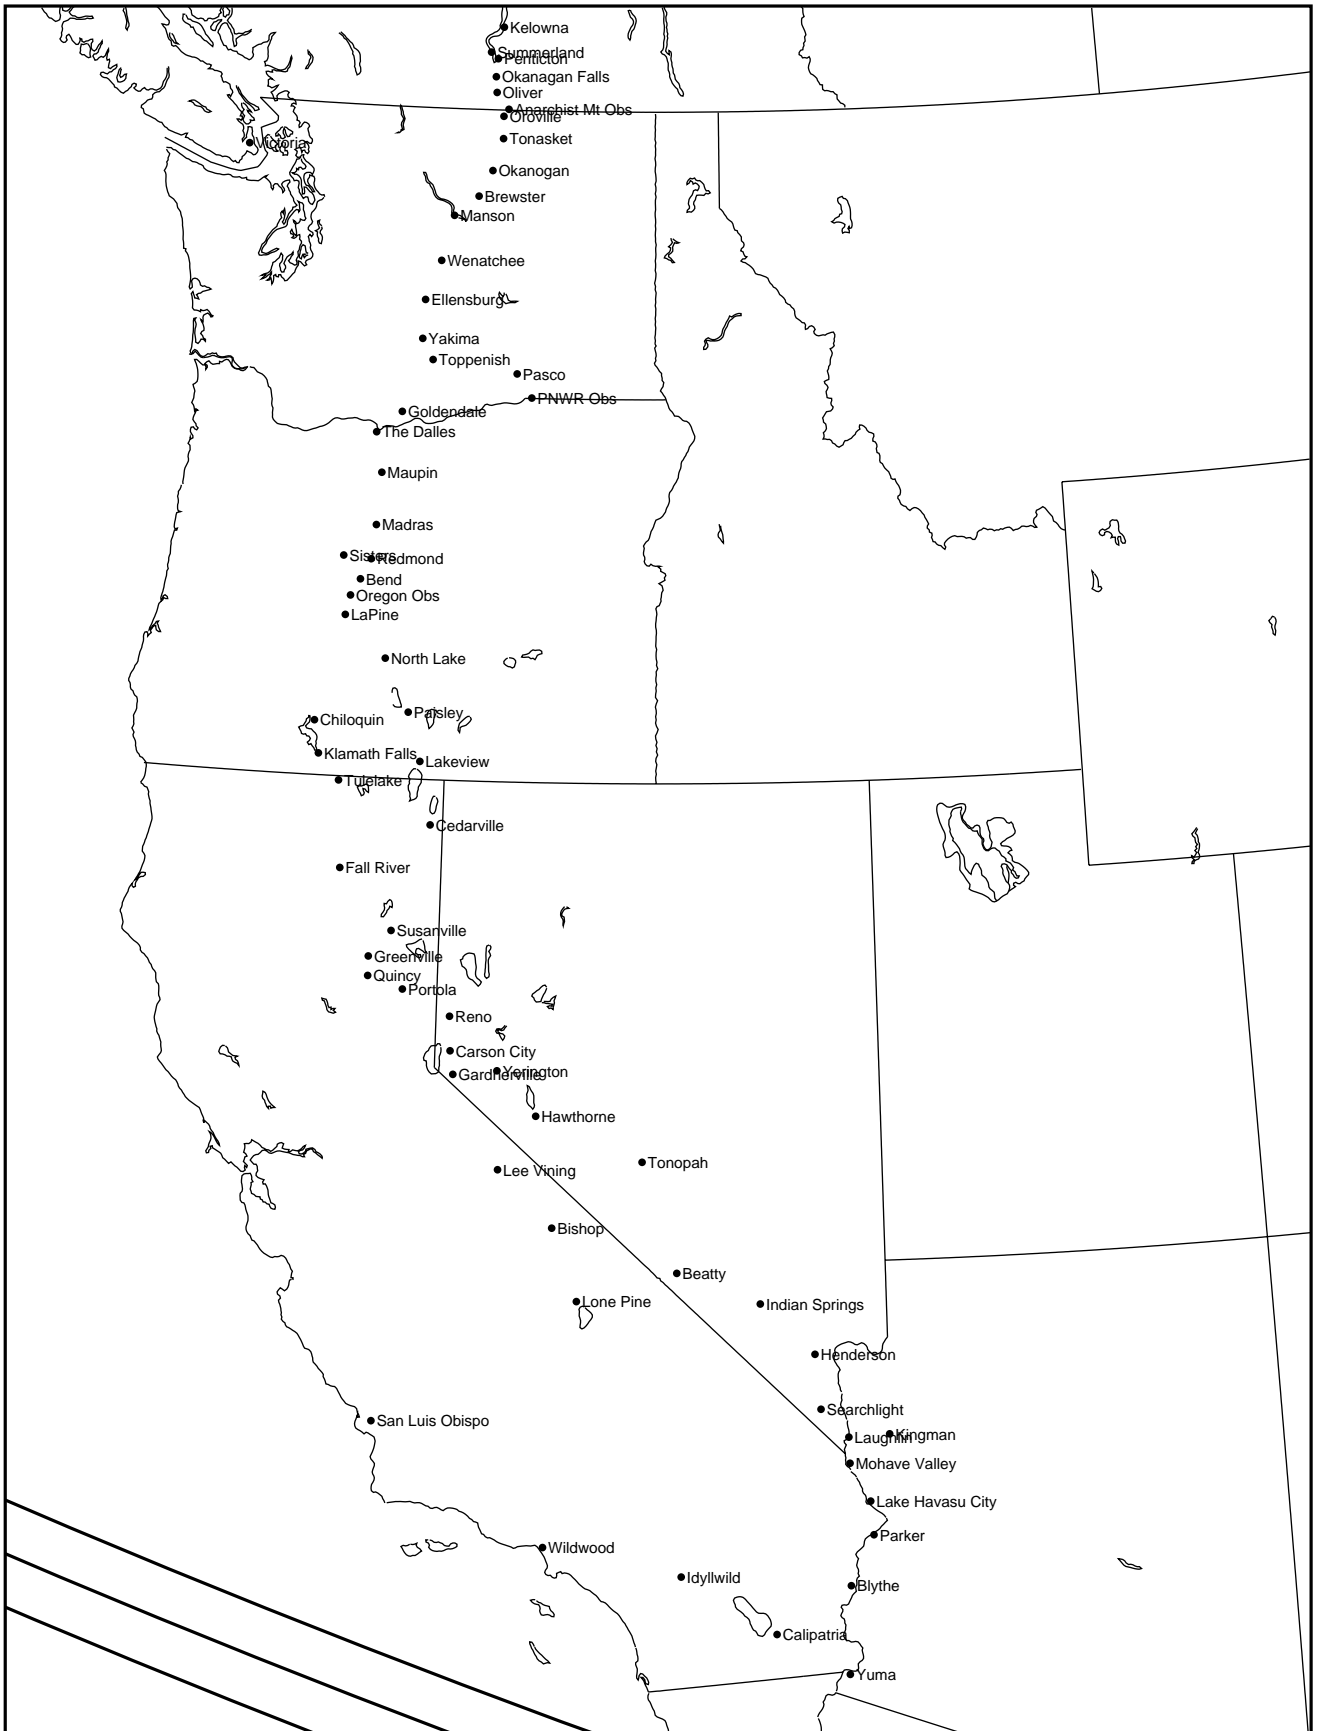 Kelowna
Summerland
Penticton
Okanagan Falls
Oliver
Anarchist Mt Obs
Oroville
Tonasket
Victoria
Okanogan
Brewster
Manson
Wenatchee
Ellensburg
Yakima
Toppenish
Pasco
PNWR Obs
Goldendale
The Dalles
Maupin
Madras
Sisters
Redmond
Bend
Oregon Obs
LaPine
North Lake
Paisley
Chiloquin
Klamath Falls
Lakeview
Tulelake
Cedarville
Fall River
Susanville
Greenville
Quincy
Portola
Reno
Carson City
Yerington
Gardnerville
Hawthorne
Tonopah
Lee Vining
Bishop
Beatty
Lone Pine
Indian Springs
Henderson
Searchlight
San Luis Obispo
Kingman
Laughlin
Mohave Valley
Lake Havasu City
Parker
Wildwood
Idyllwild
Blythe
Calipatria
Yuma